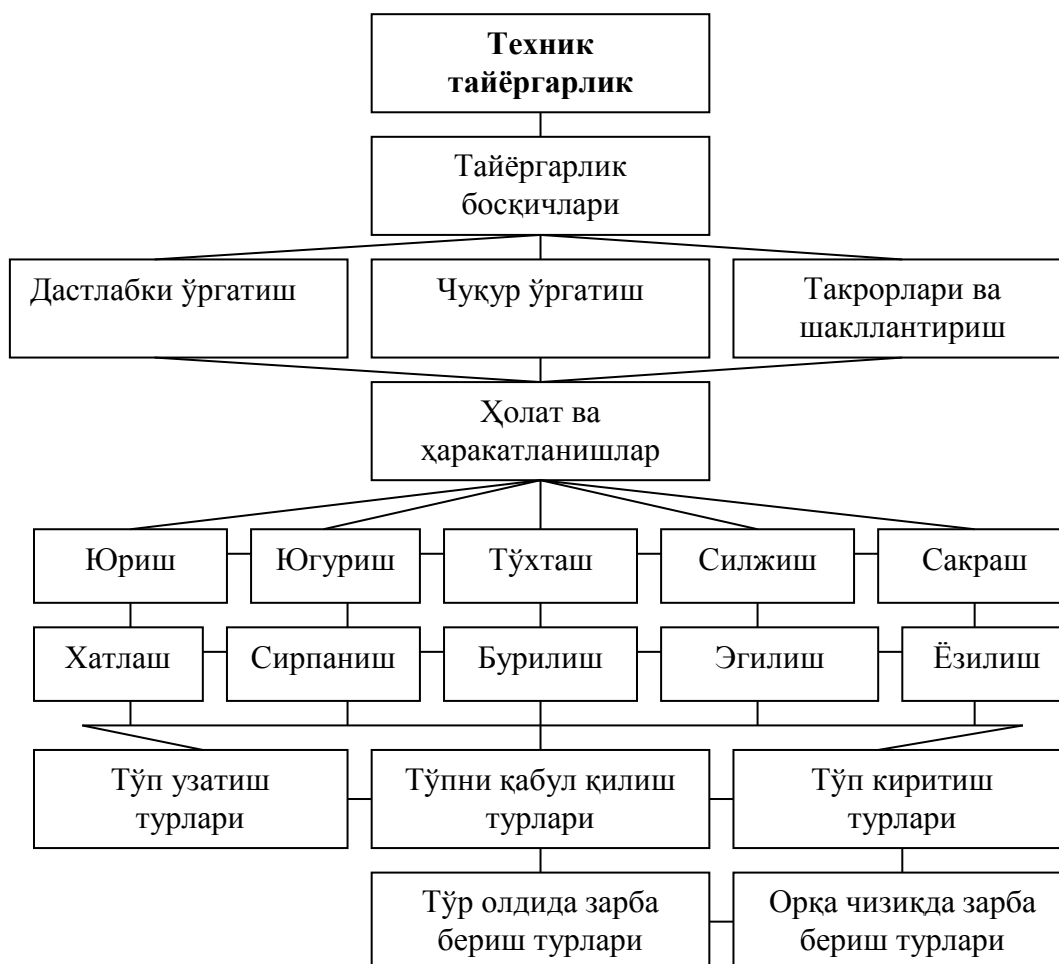 Техник
тайёргарлик
Тайёргарлик
босқичлари
Дастлабки ўргатиш
Чуқур ўргатиш
Такрорлари ва
шакллантириш
Ҳолат ва
ҳаракатланишлар
Юриш
Югуриш
Тўхташ
Силжиш
Сакраш
Хатлаш
Сирпаниш
Бурилиш
Эгилиш
Ёзилиш
Тўп узатиш
турлари
Тўпни қабул қилиш
турлари
Тўп киритиш
турлари
Тўр олдида зарба
бериш турлари
Орқа чизиқда зарба
бериш турлари